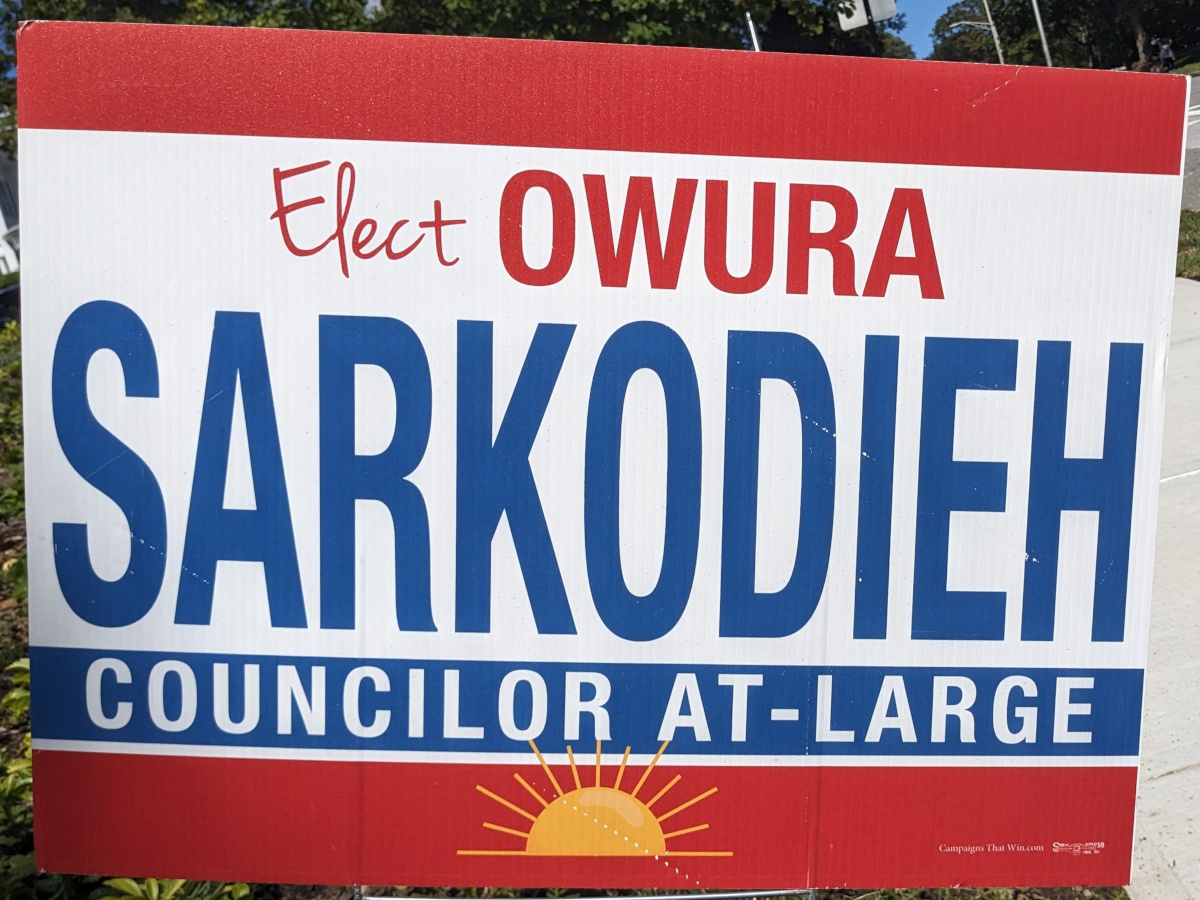 Elect OWURA
SARKODIEH
COUNCILOR AT-LARGE
Campaigns That Win.com